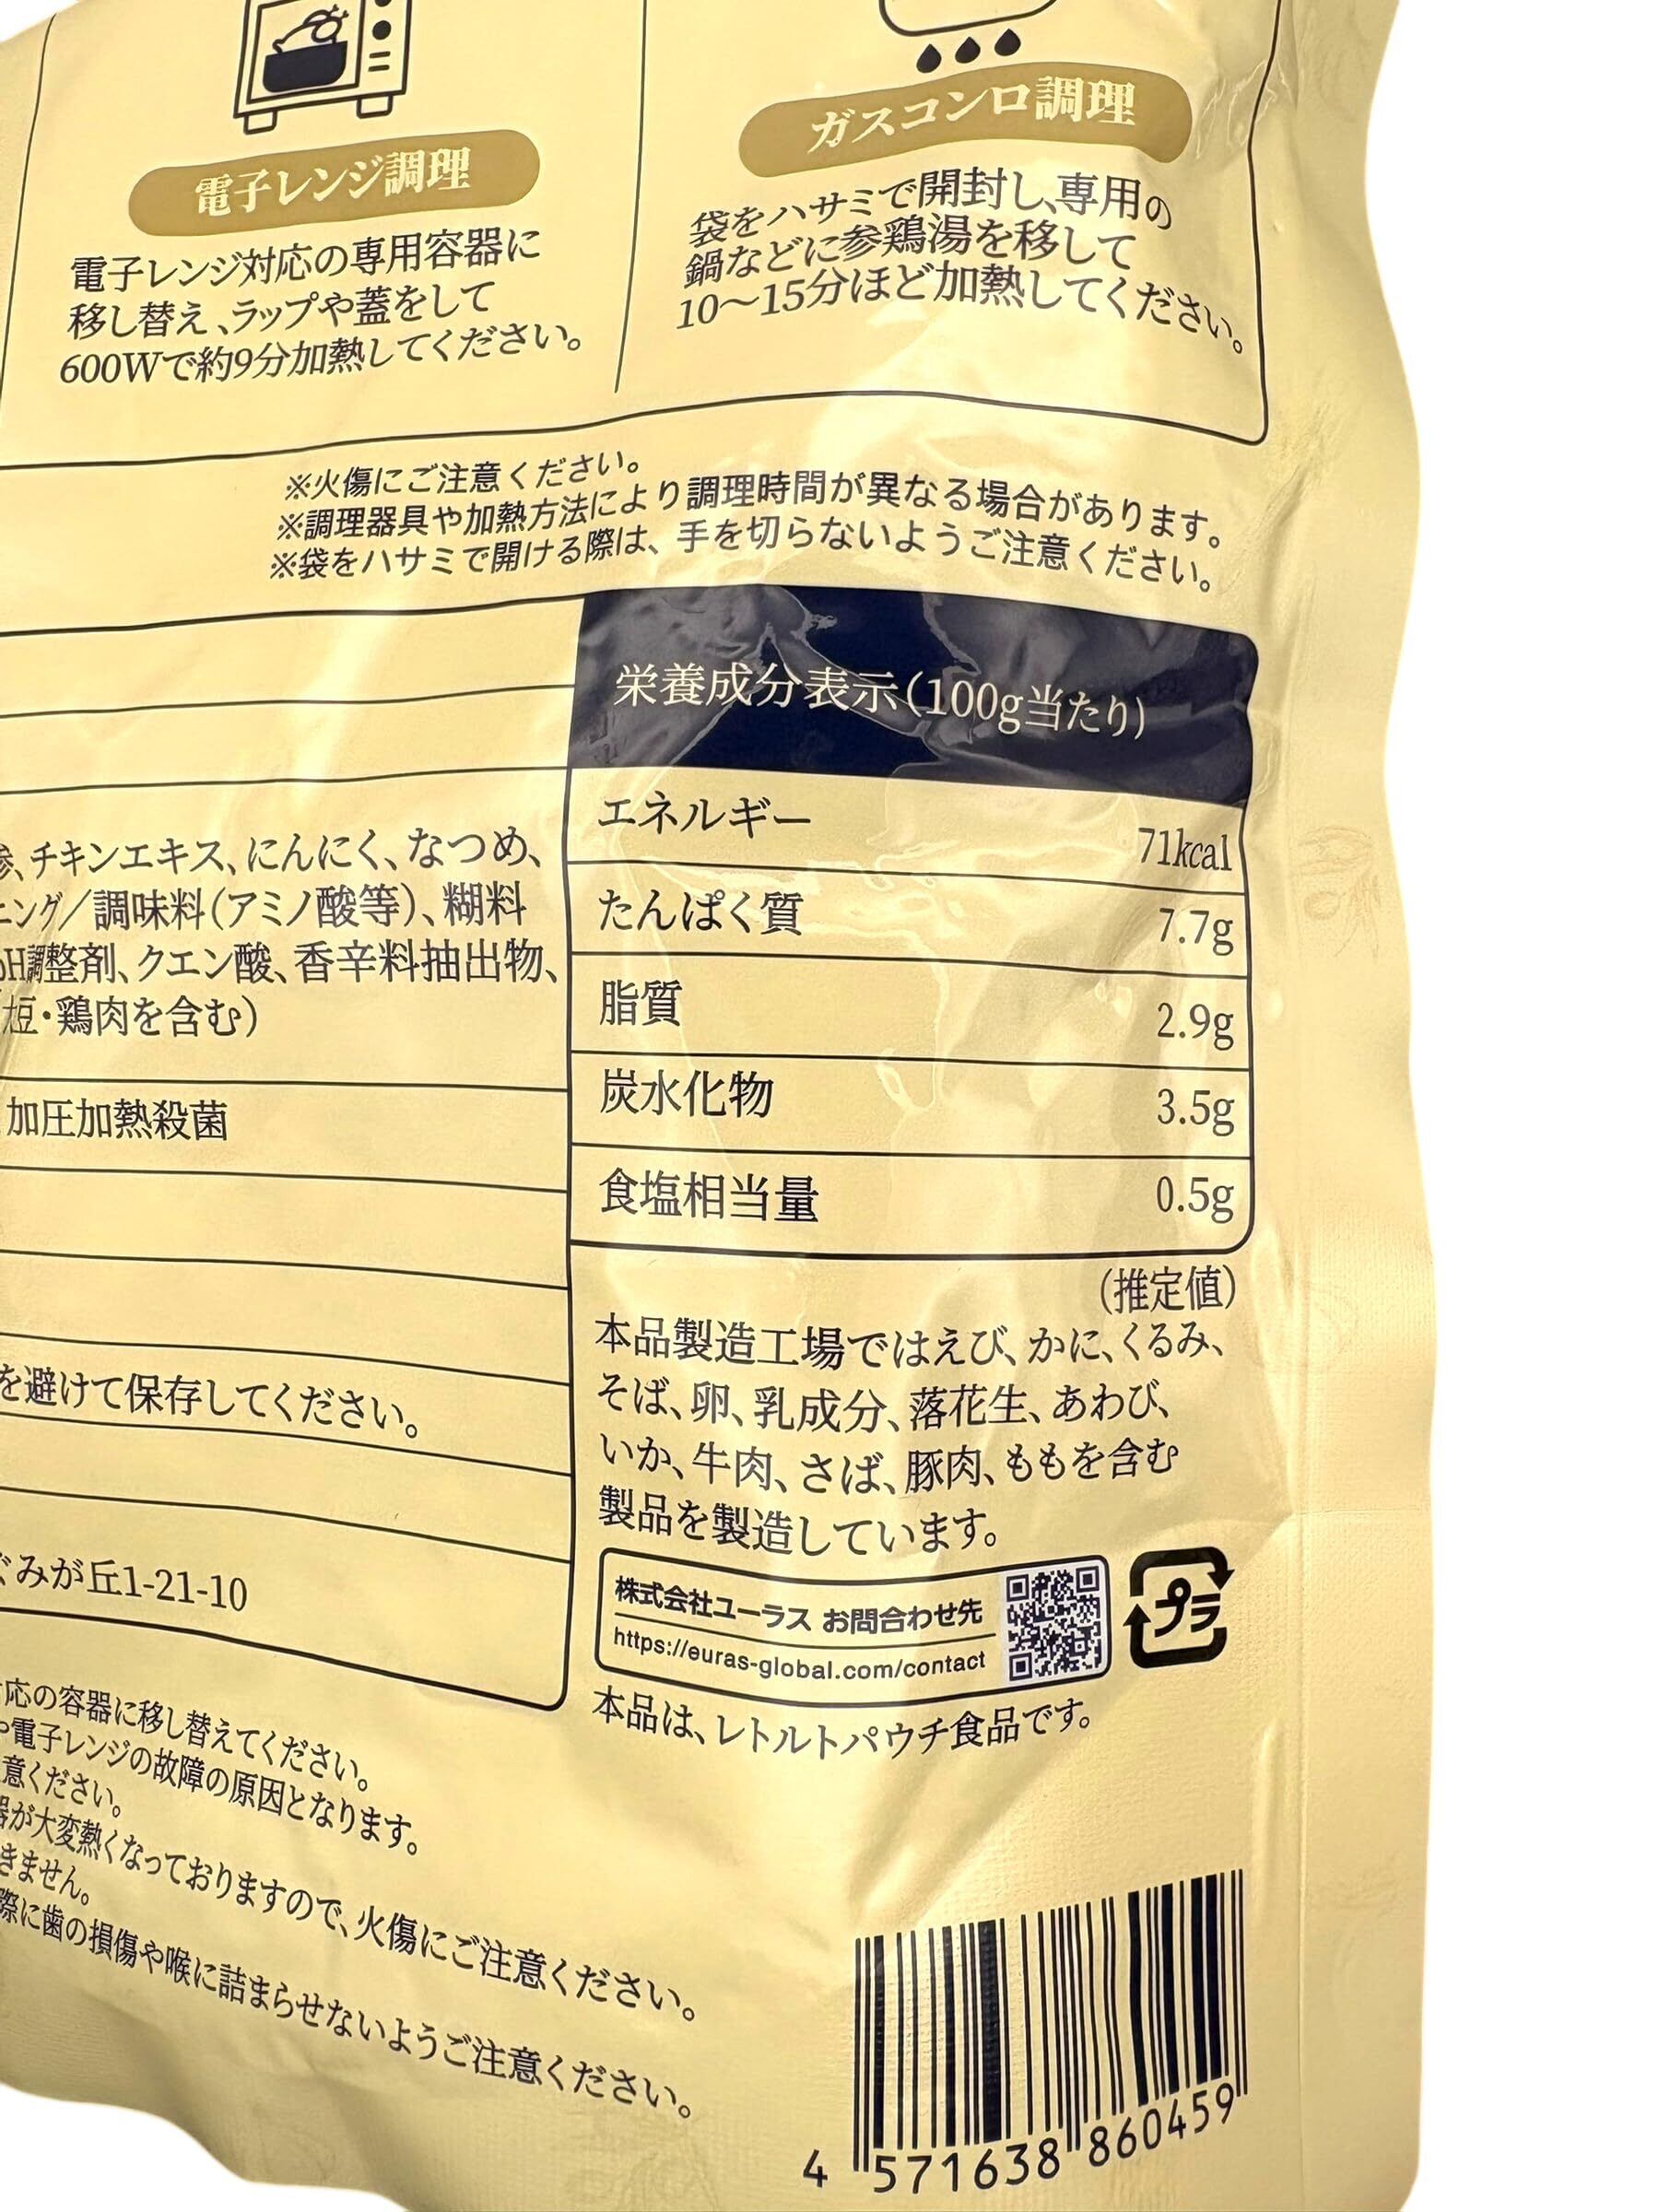 電子レンジ調理
電子レンジ対応の専用容器に
移し替え、ラップや蓋をして
600Wで約9分加熱してください。
ガスコンロ調理
袋をハサミで開封し、専用の
鍋などに参鶏湯を移して
10〜15分ほど加熱してください。
※火傷にご注意ください。
※調理器具や加熱方法により調理時間が異なる場合があります。
※袋をハサミで開ける際は、手を切らないようご注意ください。
参、チキンエキス、にんにく、なつめ、
ニング/調味料(アミノ酸等)、糊料
pH調整剤、クエン酸、香辛料抽出物、
大豆・鶏肉を含む)
加圧加熱殺菌
を避けて保存してください。
ぐみが丘1-21-10
栄養成分表示(100g当たり)
エネルギー 71kcal
たんぱく質 7.7g
脂質 2.9g
炭水化物 3.5g
食塩相当量 0.5g
(推定値)
本品製造工場ではえび、かに、くるみ、
そば、卵、乳成分、落花生、あわび、
いか、牛肉、さば、豚肉、ももを含む
製品を製造しています。
株式会社ユーラス お問合わせ先
https://euras-global.com/contact
プラ
本品は、レトルトパウチ食品です。
応の容器に移し替えてください。
や電子レンジの故障の原因となります。
意ください。
器が大変熱くなっておりますので、火傷にご注意ください。
きません。
際に歯の損傷や喉に詰まらせないようご注意ください。
4 571638 860459